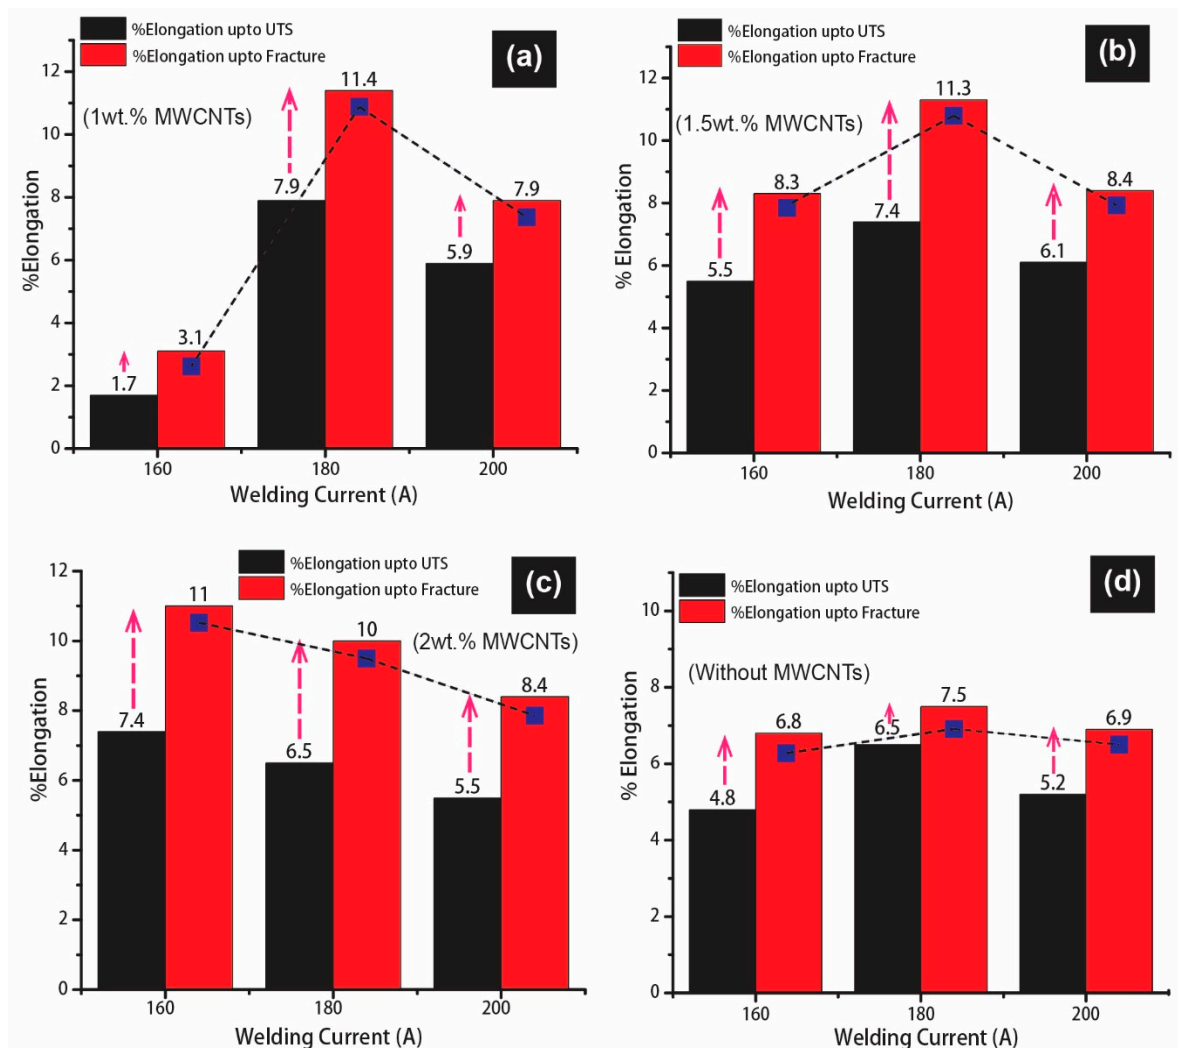 %Elongation upto UTS
%Elongation upto Fracture
(a)
(1wt.% MWCNTs)
%Elongation
12
10
8
6
4
2
0
1.7
3.1
7.9
11.4
5.9
7.9
160
180
200
Welding Current (A)
%Elongation upto UTS
%Elongation upto Fracture
(b)
(1.5wt.% MWCNTs)
% Elongation
12
10
8
6
4
2
0
5.5
8.3
7.4
11.3
6.1
8.4
160
180
200
Welding Current (A)
%Elongation upto UTS
%Elongation upto Fracture
(c)
(2wt.% MWCNTs)
%Elongation
12
10
8
6
4
2
0
7.4
11
6.5
10
5.5
8.4
160
180
200
Welding Current (A)
%Elongation upto UTS
%Elongation upto Fracture
(d)
(Without MWCNTs)
% Elongation
10
8
6
4
2
0
4.8
6.8
6.5
7.5
5.2
6.9
160
180
200
Welding Current (A)